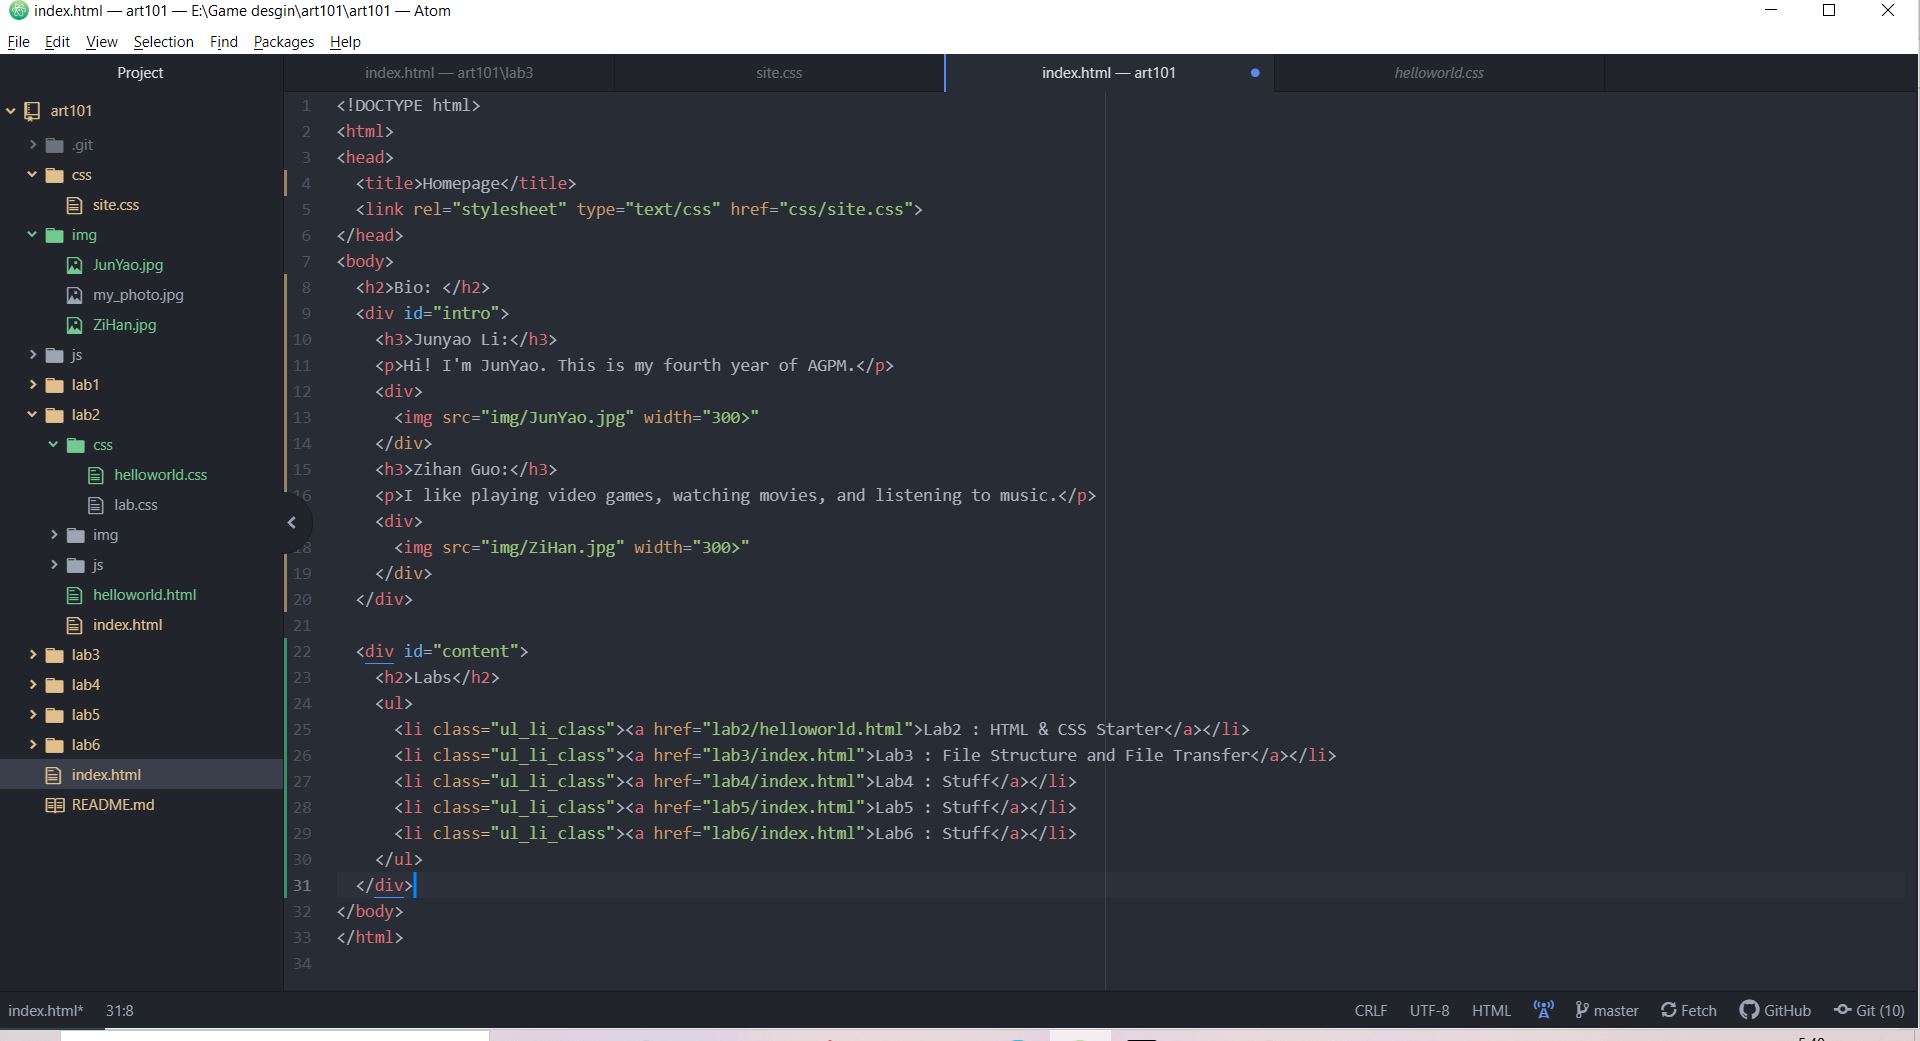 index.html — art101 — E:\Game desgin\art101\art101 — Atom
File Edit View Selection Find Packages Help
Project
art101
.git
css
site.css
img
JunYao.jpg
my_photo.jpg
ZiHan.jpg
js
lab1
lab2
css
helloworld.css
lab.css
img
js
helloworld.html
index.html
lab3
lab4
lab5
lab6
index.html
README.md
index.html — art101\lab3 site.css index.html — art101 helloworld.css
1 <!DOCTYPE html>
2 <html>
3 <head>
4 <title>Homepage</title>
5 <link rel="stylesheet" type="text/css" href="css/site.css">
6 </head>
7 <body>
8 <h2>Bio: </h2>
9 <div id="intro">
10 <h3>Junyao Li:</h3>
11 <p>Hi! I'm JunYao. This is my fourth year of AGPM.</p>
12 <div>
13 <img src="img/JunYao.jpg" width="300>"
14 </div>
15 <h3>Zihan Guo:</h3>
16 <p>I like playing video games, watching movies, and listening to music.</p>
<div>
18 <img src="img/ZiHan.jpg" width="300>"
19 </div>
20 </div>
21
22 <div id="content">
23 <h2>Labs</h2>
24 <ul>
25 <li class="ul_li_class"><a href="lab2/helloworld.html">Lab2 : HTML & CSS Starter</a></li>
26 <li class="ul_li_class"><a href="lab3/index.html">Lab3 : File Structure and File Transfer</a></li>
27 <li class="ul_li_class"><a href="lab4/index.html">Lab4 : Stuff</a></li>
28 <li class="ul_li_class"><a href="lab5/index.html">Lab5 : Stuff</a></li>
29 <li class="ul_li_class"><a href="lab6/index.html">Lab6 : Stuff</a></li>
30 </ul>
31 </div>
32 </body>
33 </html>
34
index.html* 31:8 CRLF UTF-8 HTML master Fetch GitHub Git (10)